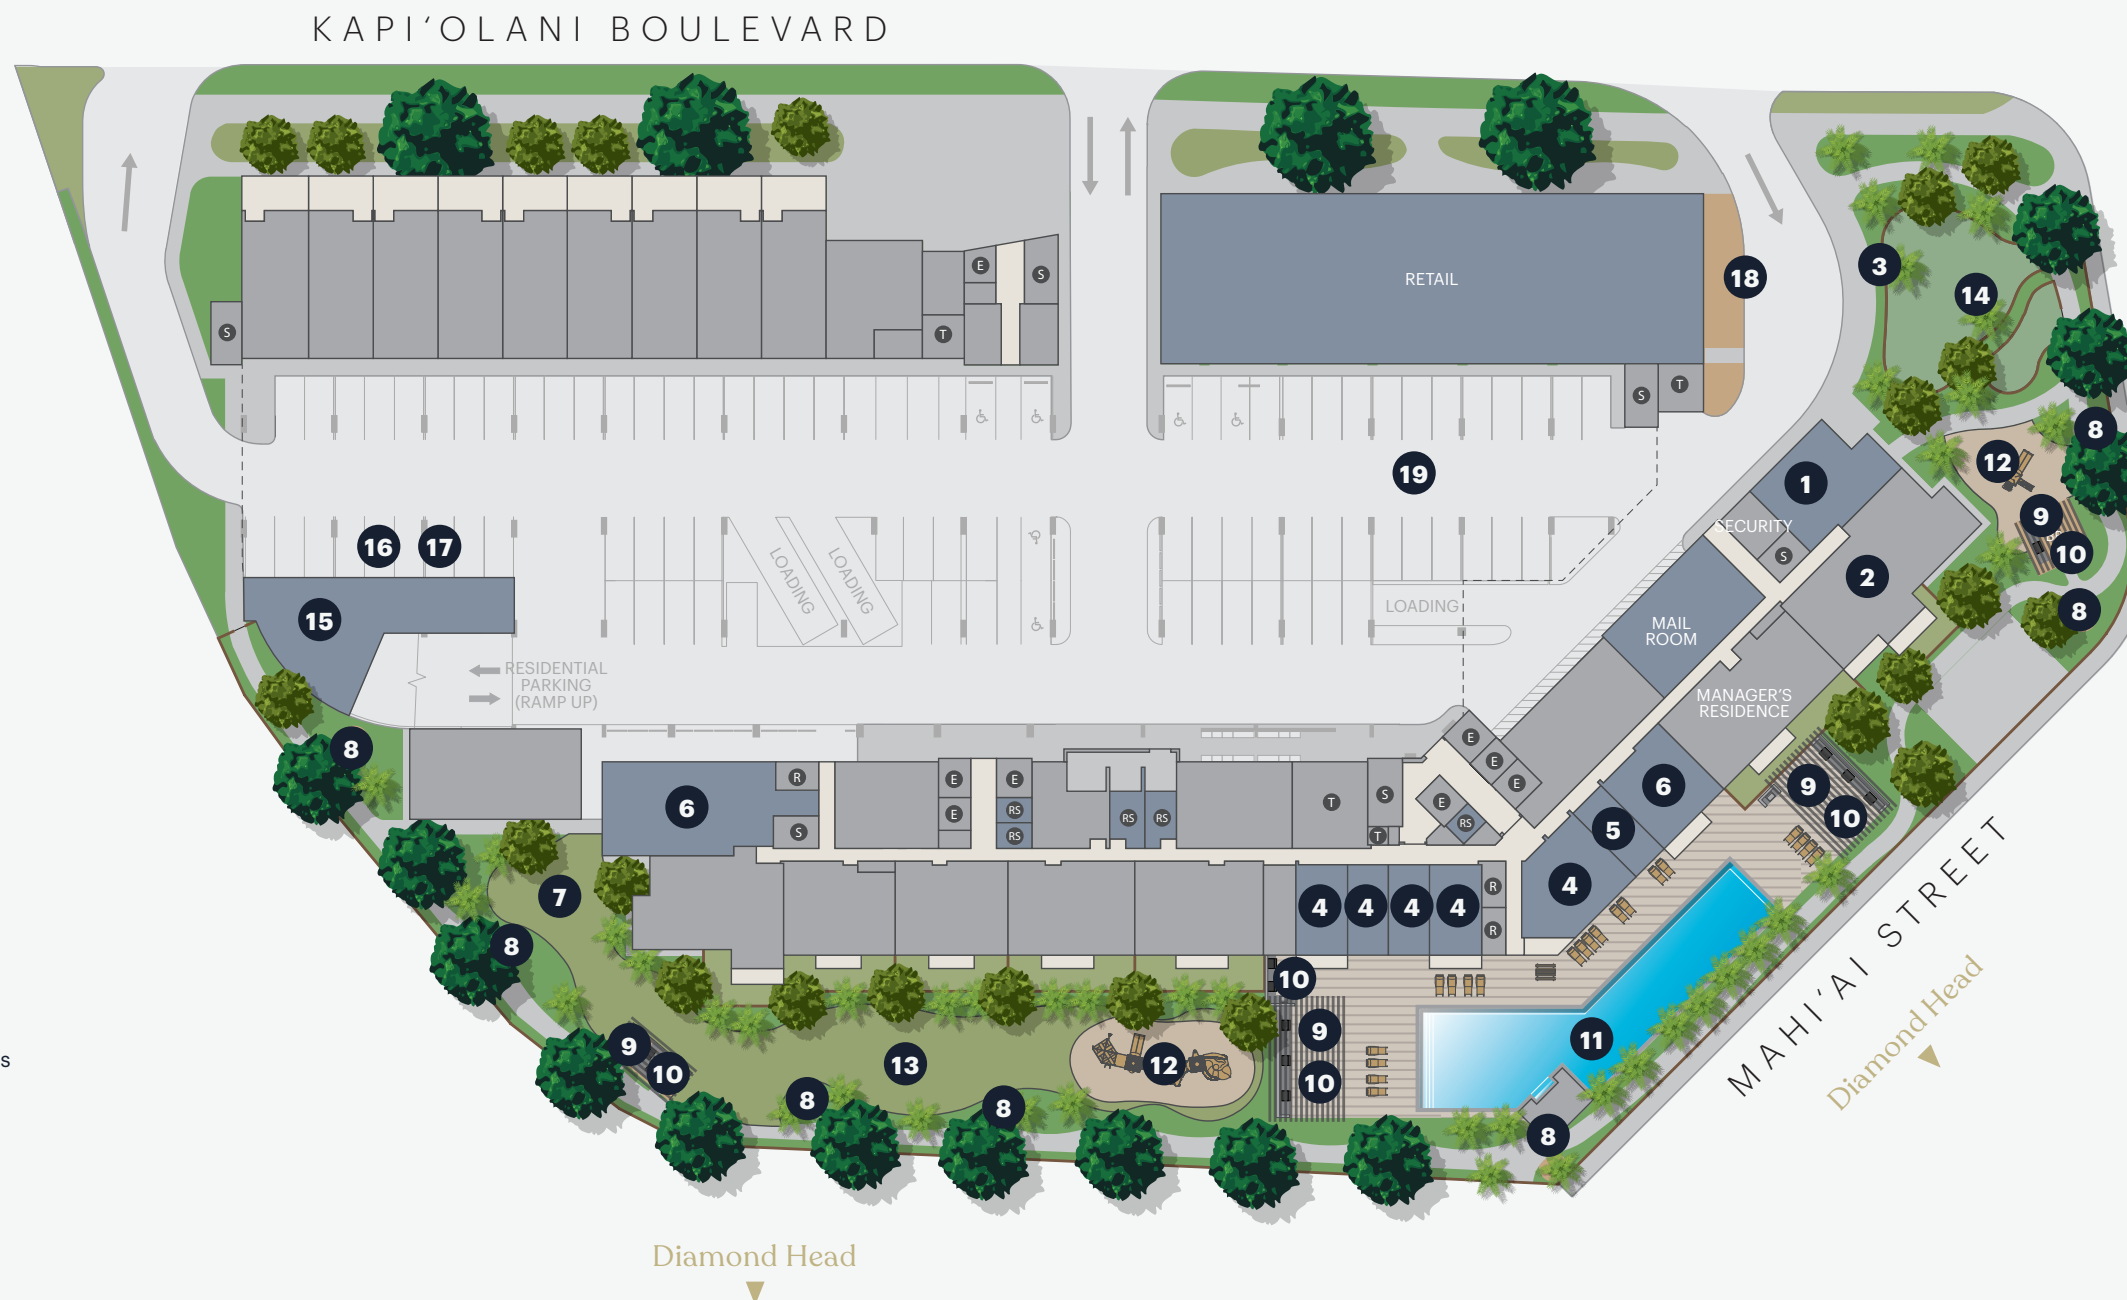 KAPI‘OLANI BOULEVARD
3
14
18
RETAIL
E
S
S
T
S
T
8
12
1
9
10
SECURITY
S
2
8
19
16
17
15
LOADING
LOADING
LOADING
MAIL
ROOM
RESIDENTIAL
PARKING
(RAMP UP)
MANAGER’S
RESIDENCE
8
E
E
E
6
R
E
E
RS
RS
E
S
RS
RS
T
S
T
E
RS
6
5
4
9
10
7
4
4
4
4
R
R
8
10
9
10
9
10
13
12
11
8
8
8
MAHI‘AI STREET
Diamond Head
s
Diamond Head